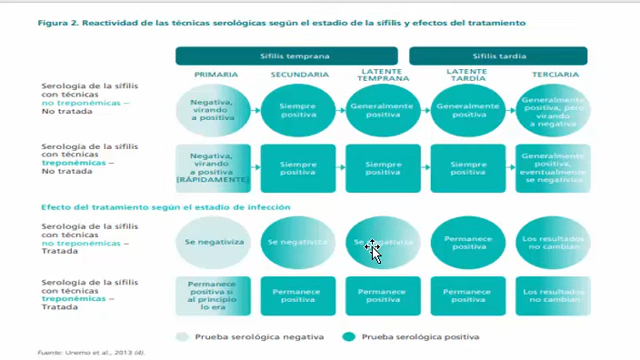 Figura 2. Reactividad de las técnicas serológicas según el estadio de la sífilis y efectos del tratamiento
Sífilis temprana
Sífilis tardía
PRIMARIA
SECUNDARIA
LATENTE
TEMPRANA
LATENTE
TARDÍA
TERCIARIA
Serología de la sífilis
con técnicas
no treponémicas –
No tratada
Negativa,
virando
a positiva
Siempre
positiva
Generalmente
positiva
Generalmente
positiva
Generalmente
positiva, pero
virando
a negativa
Serología de la sífilis
con técnicas
treponémicas –
No tratada
Negativa,
virando
a positiva
(RÁPIDAMENTE)
Siempre
positiva
Siempre
positiva
Siempre
positiva
Generalmente
positiva,
eventualmente
se negativiza
Efecto del tratamiento según el estadio de infección
Serología de la sífilis
con técnicas
no treponémicas –
Tratada
Se negativiza
Se negativiza
Se negativiza
Permanece
positiva
Los resultados
no cambian
Serología de la sífilis
con técnicas
treponémicas –
Tratada
Permanece
positiva si
al principio
lo era
Permanece
positiva
Permanece
positiva
Permanece
positiva
Los resultados
no cambian
Prueba serológica negativa
Prueba serológica positiva
Fuente: Unemo et al., 2013 (4).